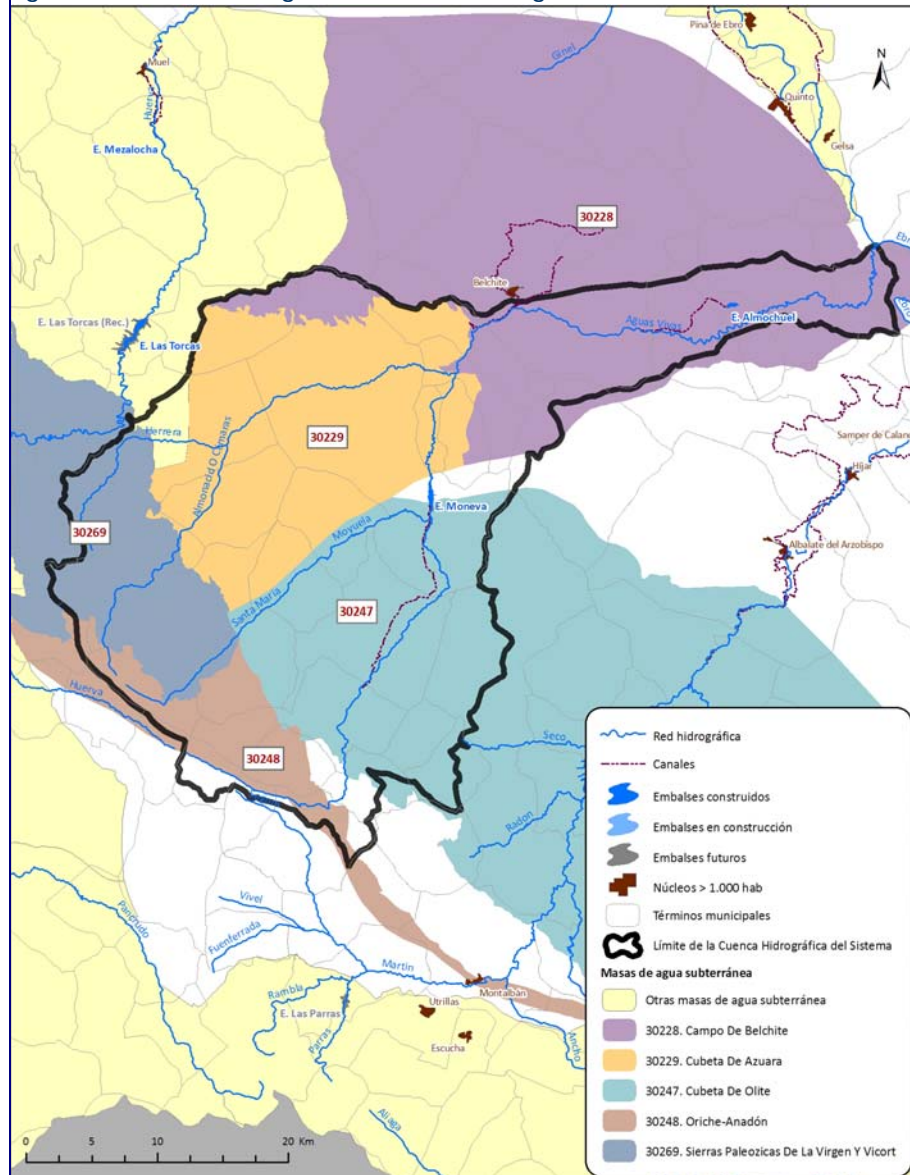 Pina de Ebro
Ginel
N
Muel
Huerva
Quinto
Gelsa
E. Mezalocha
30228
Ebro
Belchite
E. Las Torcas (Rec.)
E. Las Torcas
Aguas Vivas
E. Almochuel
Herrera
Almonacid O Cámaras
30229
Samper de Calanda
Híjar
E. Moneva
30269
Moyuela
Albalate del Arzobispo
Santa María
30247
Huerva
30248
Seco
Radon
Pancrudo
Vivel
Fuenferrada
Martín
Rambla
Montalbán
E. Las Parras
Utrillas
Parras
Escucha
Ancho
Aliaga
0 5 10 20 Km
Red hidrográfica
Canales
Embalses construidos
Embalses en construcción
Embalses futuros
Núcleos > 1.000 hab
Términos municipales
Límite de la Cuenca Hidrográfica del Sistema
Masas de agua subterránea
Otras masas de agua subterránea
30228. Campo De Belchite
30229. Cubeta De Azuara
30247. Cubeta De Olite
30248. Oriche-Anadón
30269. Sierras Paleozicas De La Virgen Y Vicort